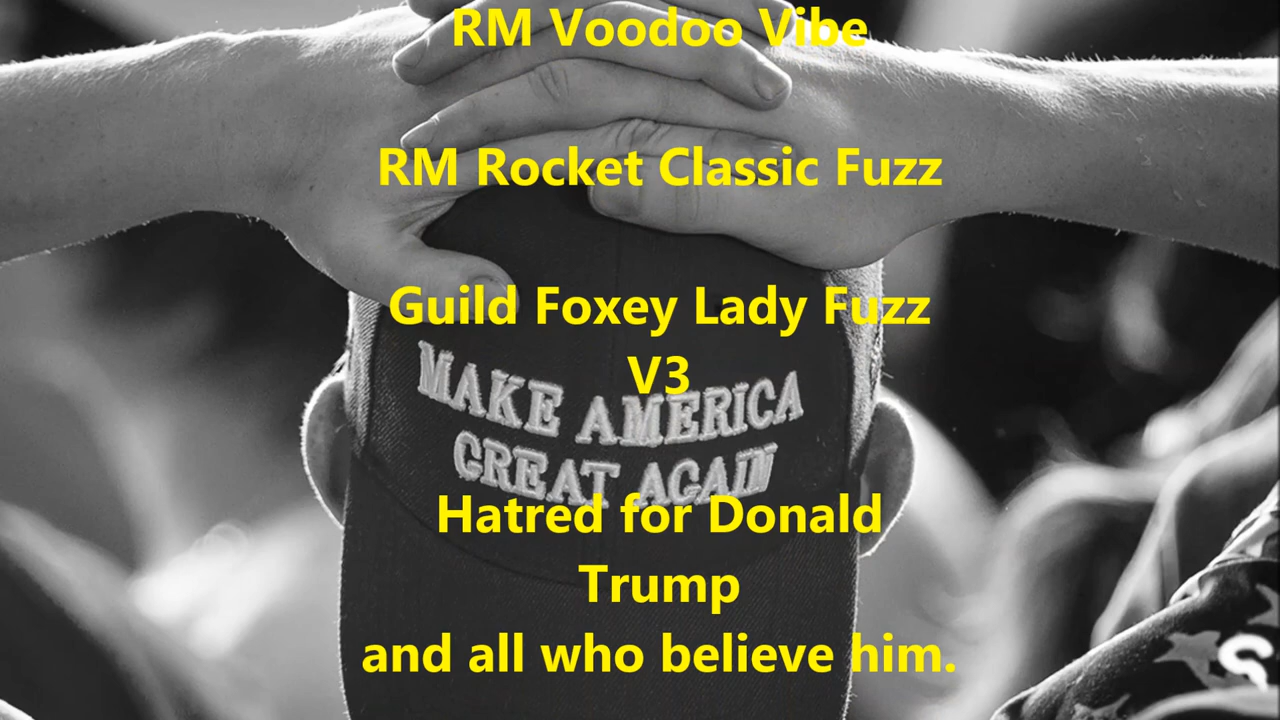 RM Voodoo Vibe
RM Rocket Classic Fuzz
Guild Foxey Lady Fuzz
V3
MAKE AMERICA
GREAT AGAIN
Hatred for Donald
Trump
and all who believe him.